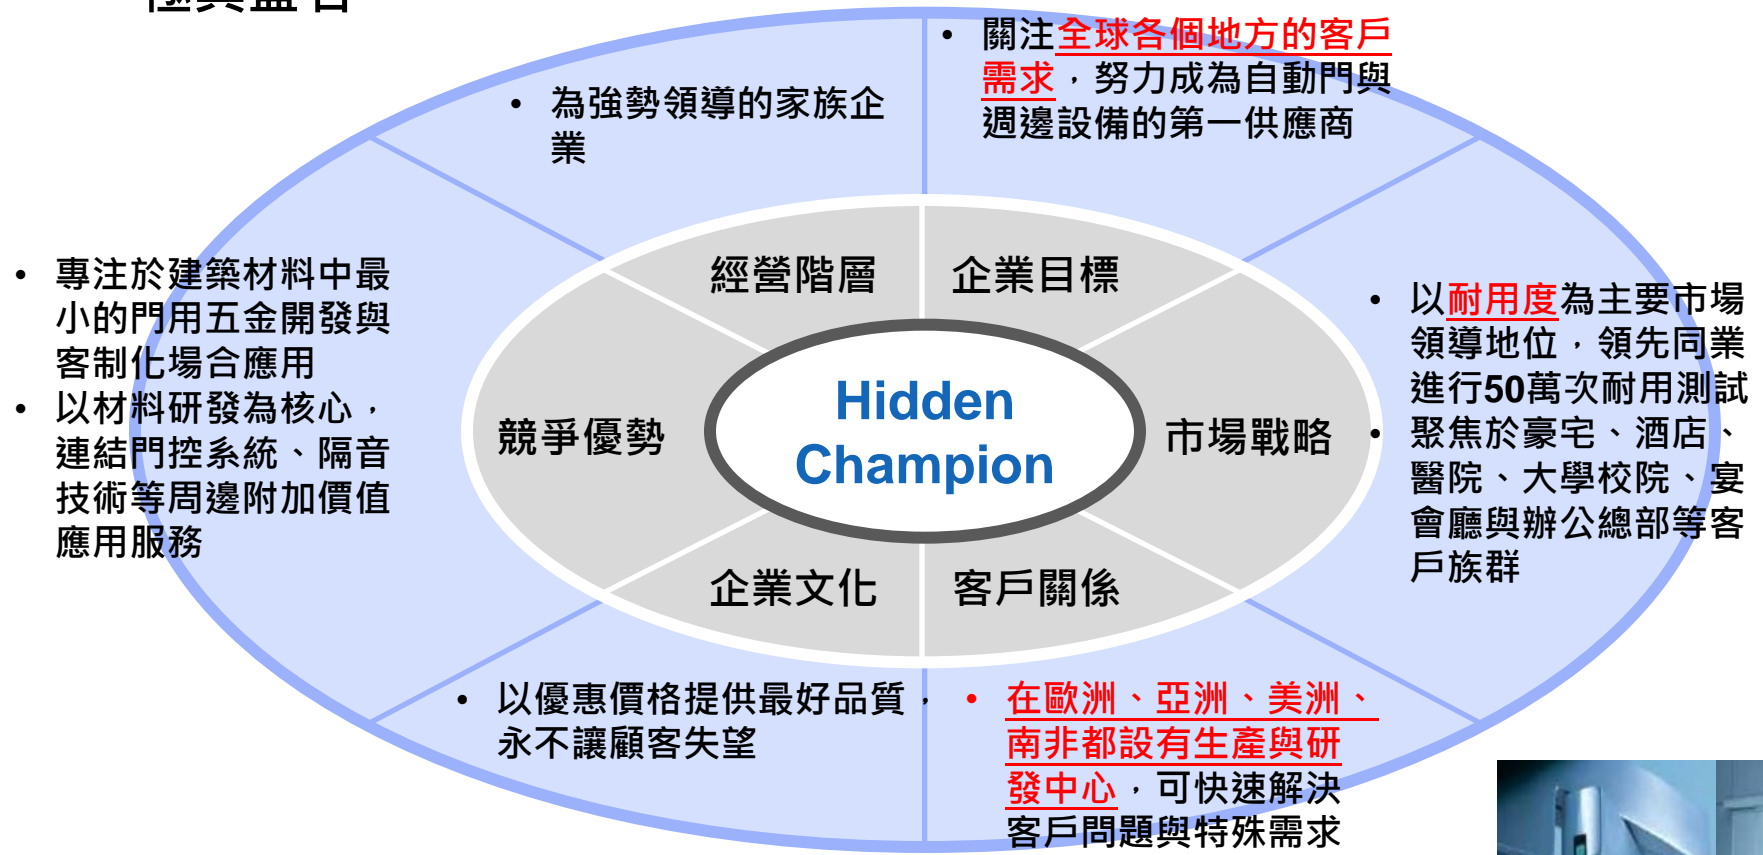 • 關注全球各個地方的客戶
需求，努力成為自動門與
週邊設備的第一供應商
• 為強勢領導的家族企
業
經營階層
企業目標
• 專注於建築材料中最
小的門用五金開發與
客制化場合應用
• 以材料研發為核心，
連結門控系統、隔音
技術等周邊附加價值
應用服務
競爭優勢
Hidden
Champion
市場戰略
• 以耐用度為主要市場
領導地位，領先同業
進行50萬次耐用測試
• 聚焦於豪宅、酒店、
醫院、大學校院、宴
會廳與辦公總部等客
戶族群
企業文化
客戶關係
• 以優惠價格提供最好品質，
永不讓顧客失望
• 在歐洲、亞洲、美洲、
南非都設有生產與研
發中心，可快速解決
客戶問題與特殊需求